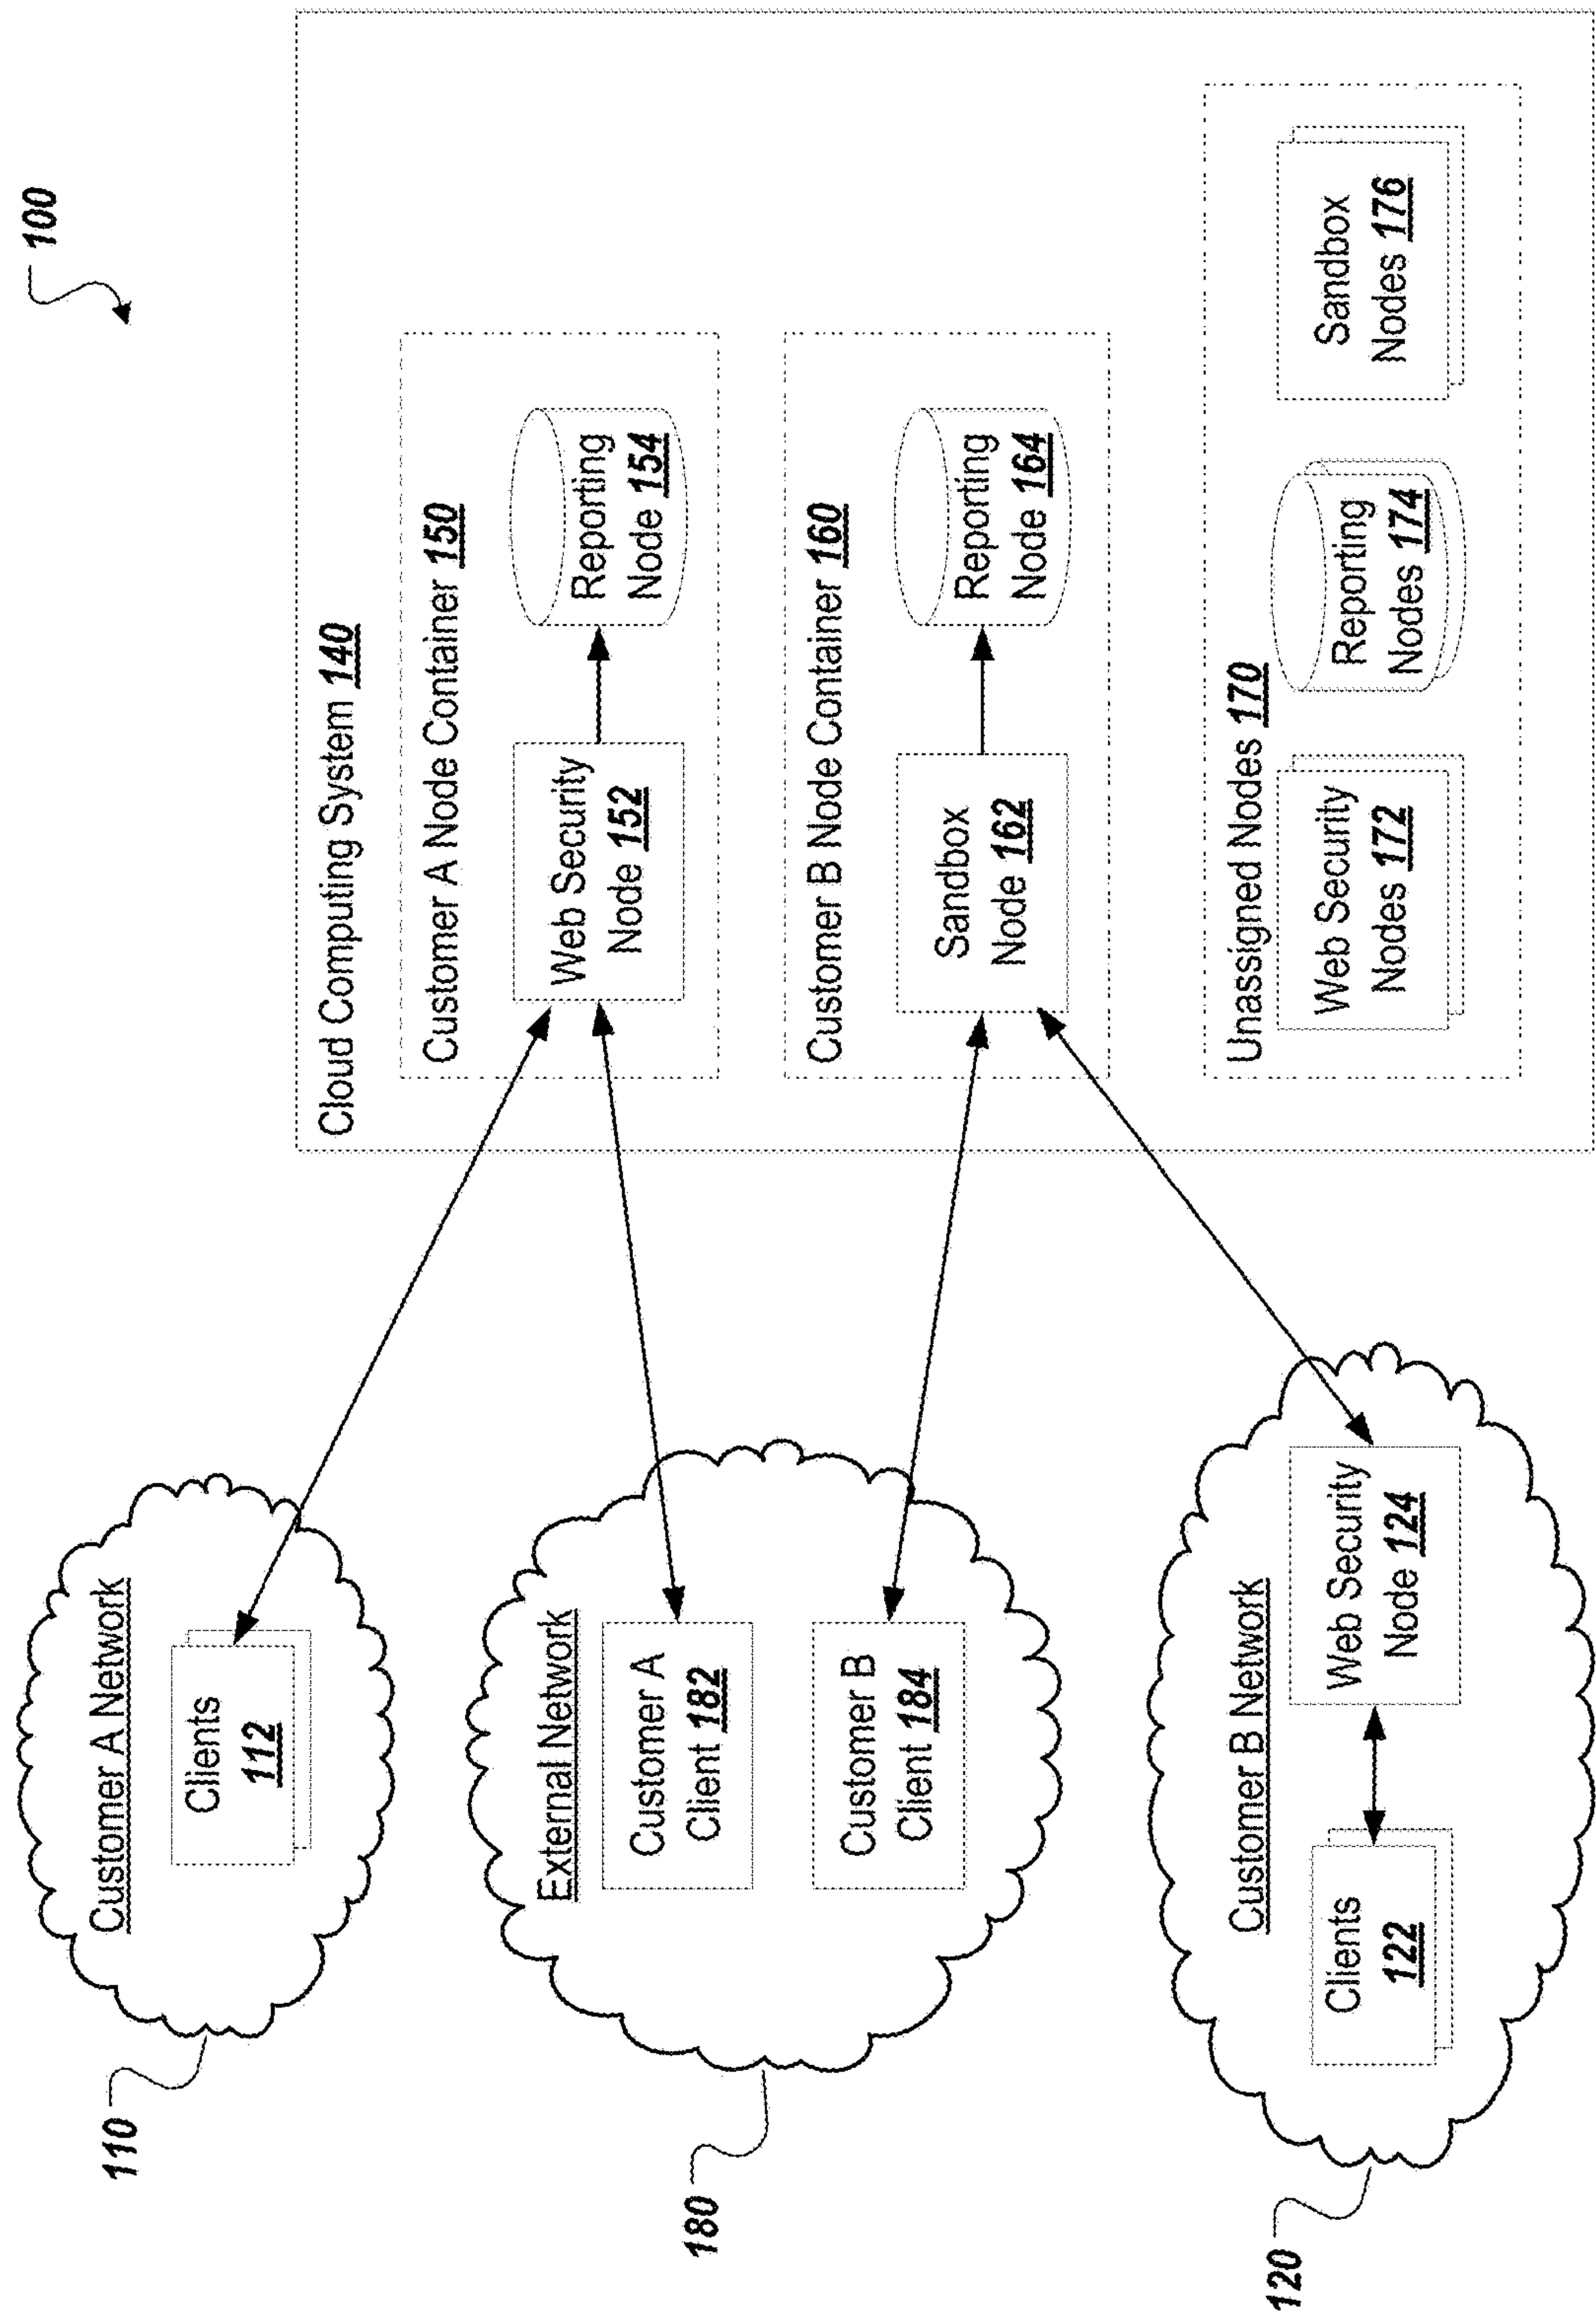 100
Cloud Computing System 140
Customer A Node Container 150
Web Security
Node 152
Reporting
Node 154
Customer B Node Container 160
Sandbox
Node 162
Reporting
Node 164
Unassigned Nodes 170
Web Security
Nodes 172
Reporting
Nodes 174
Sandbox
Nodes 176
110
Customer A Network
Clients
112
180
External Network
Customer A
Client 182
Customer B
Client 184
120
Customer B Network
Clients
122
Web Security
Node 124